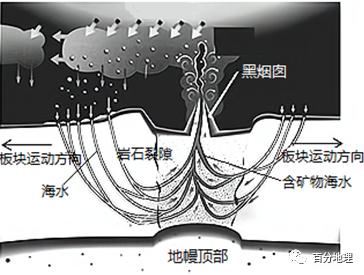 黑烟囱
板块运动方向
岩石裂隙
板块运动方向
海水
含矿物海水
地幔顶部
百分地理